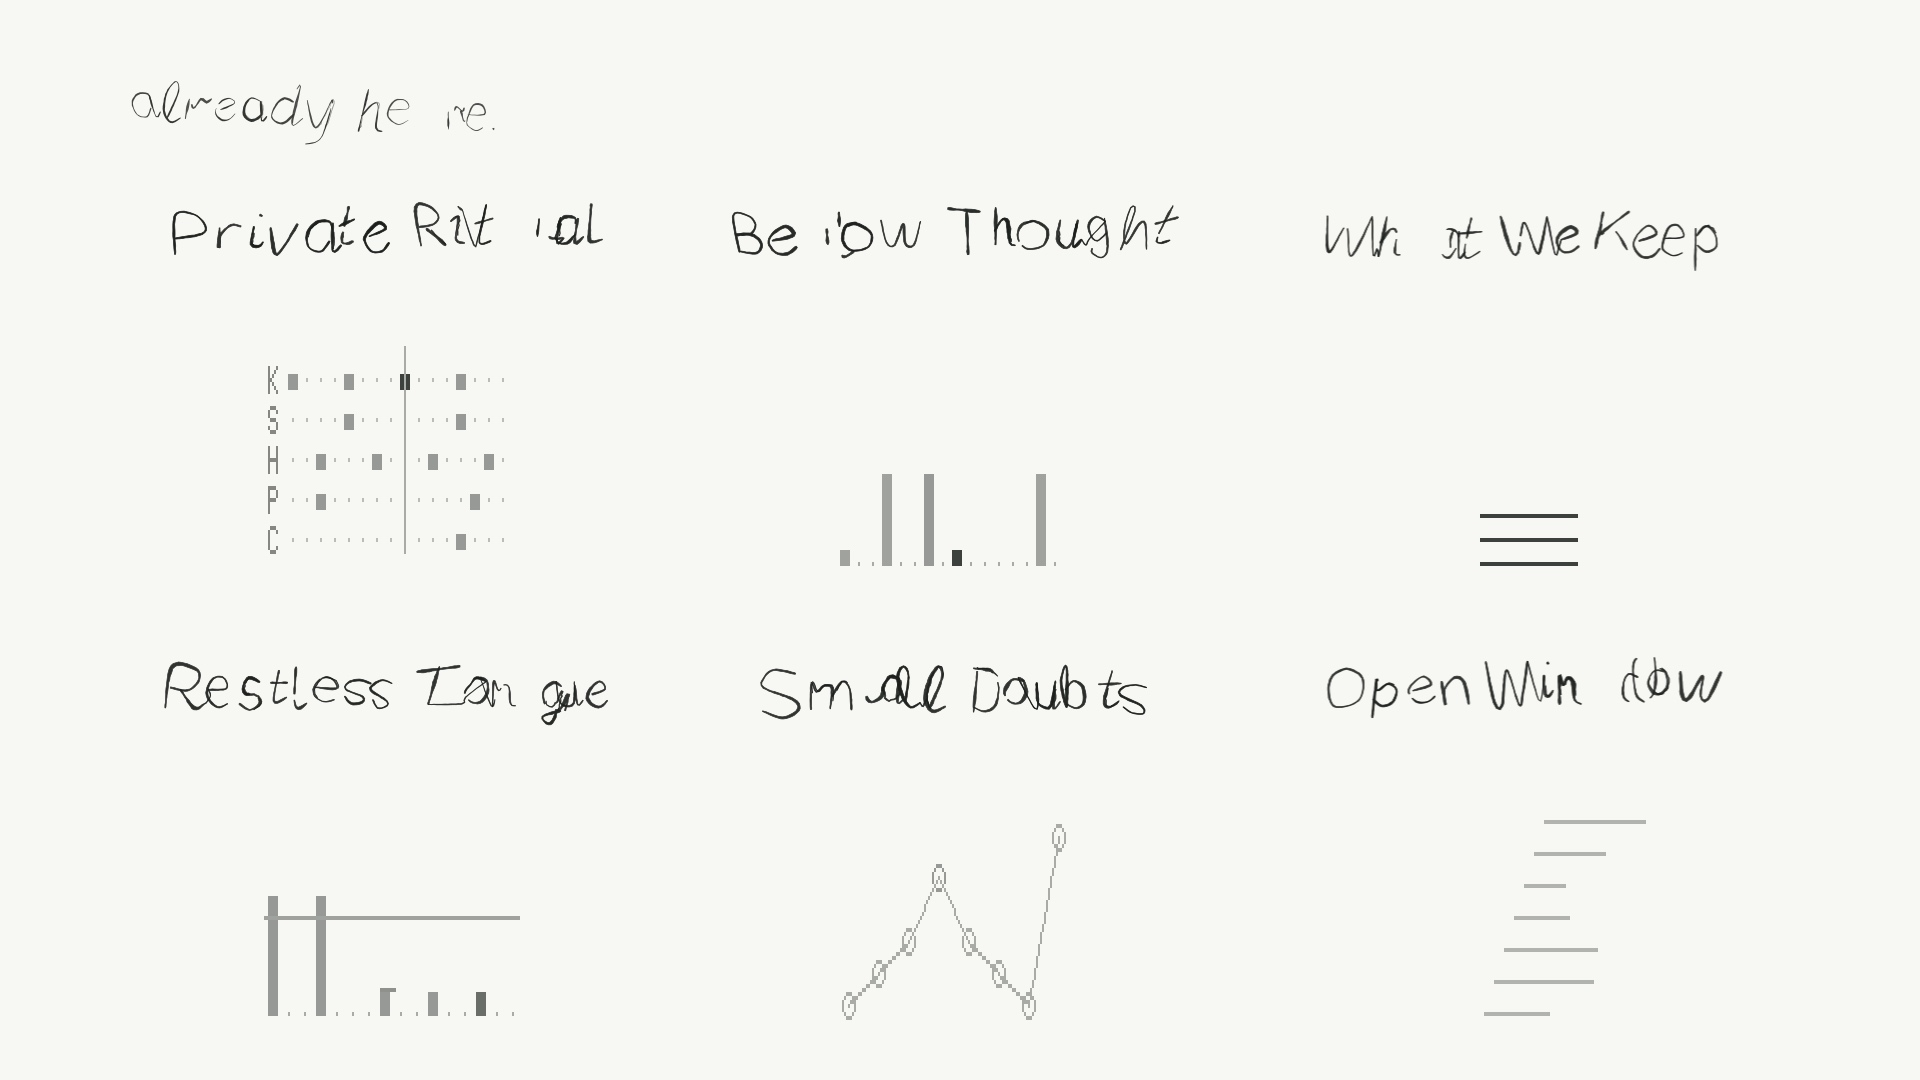 already here.
Private Ritual
Below Thought
What We Keep
K
S
H
P
C
Restless Tongue
Small Doubts
Open Window